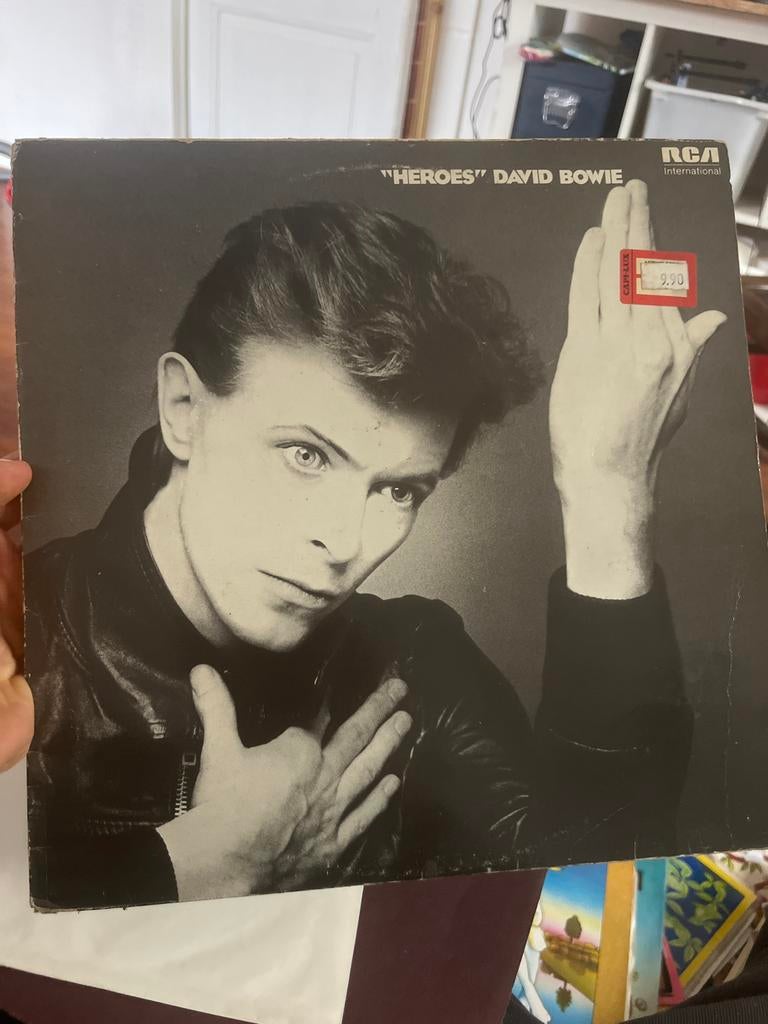 RCA
International
"HEROES" DAVID BOWIE
CAPI-LUX
9.90